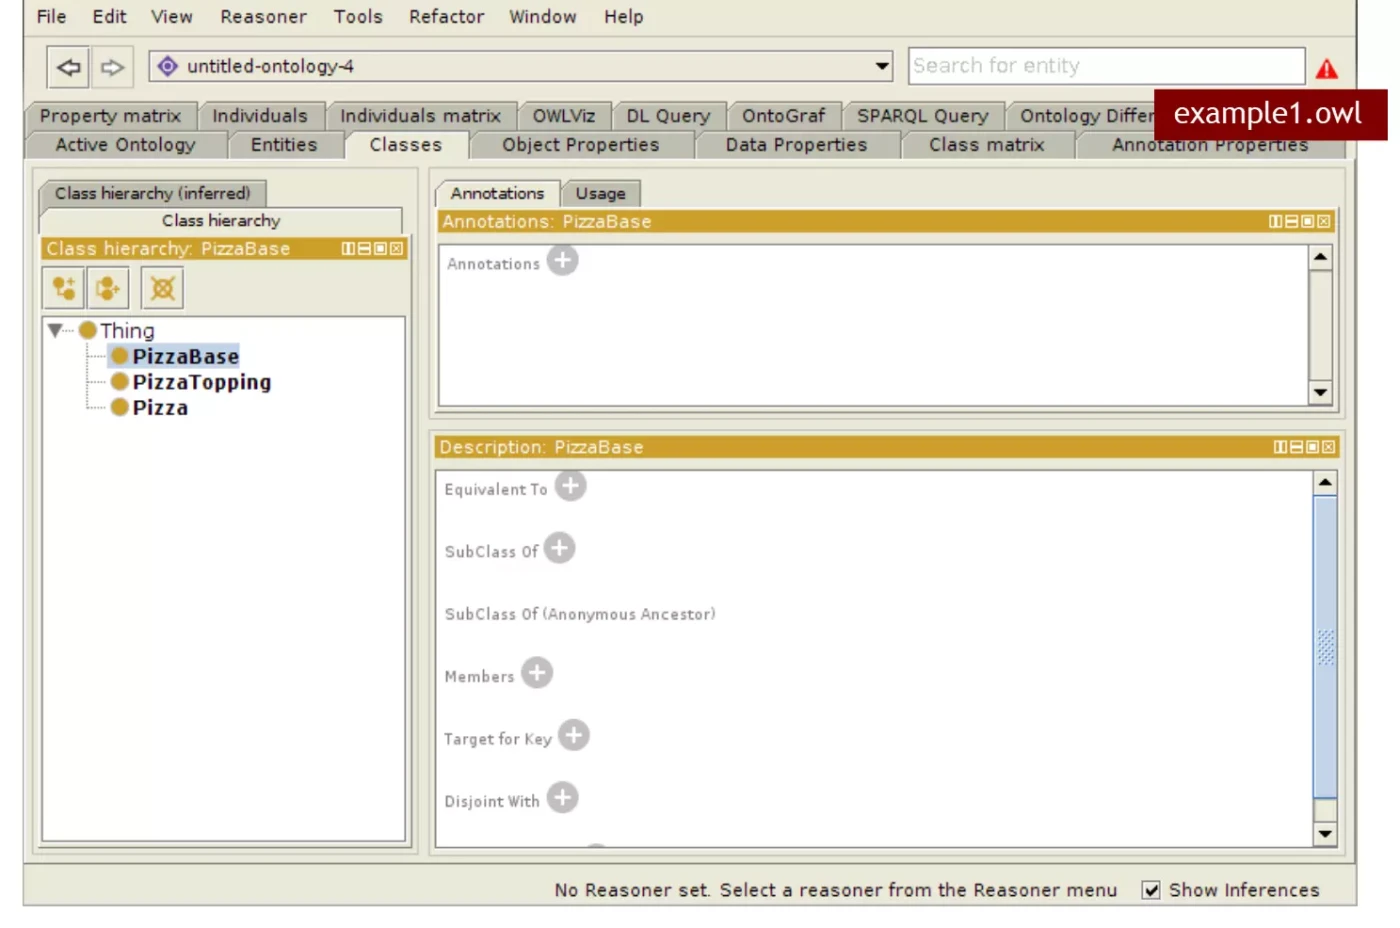 File Edit View Reasoner Tools Refactor Window Help
untitled-ontology-4
Search for entity
example1.owl
Property matrix Individuals Individuals matrix OWLViz DL Query OntoGraf SPARQL Query Ontology Differ
Active Ontology Entities Classes Object Properties Data Properties Class matrix Annotation Properties
Class hierarchy (inferred)
Class hierarchy
Class hierarchy: PizzaBase
Thing
PizzaBase
PizzaTopping
Pizza
Annotations Usage
Annotations: PizzaBase
Annotations
Description: PizzaBase
Equivalent To
SubClass Of
SubClass Of (Anonymous Ancestor)
Members
Target for Key
Disjoint With
No Reasoner set. Select a reasoner from the Reasoner menu Show Inferences